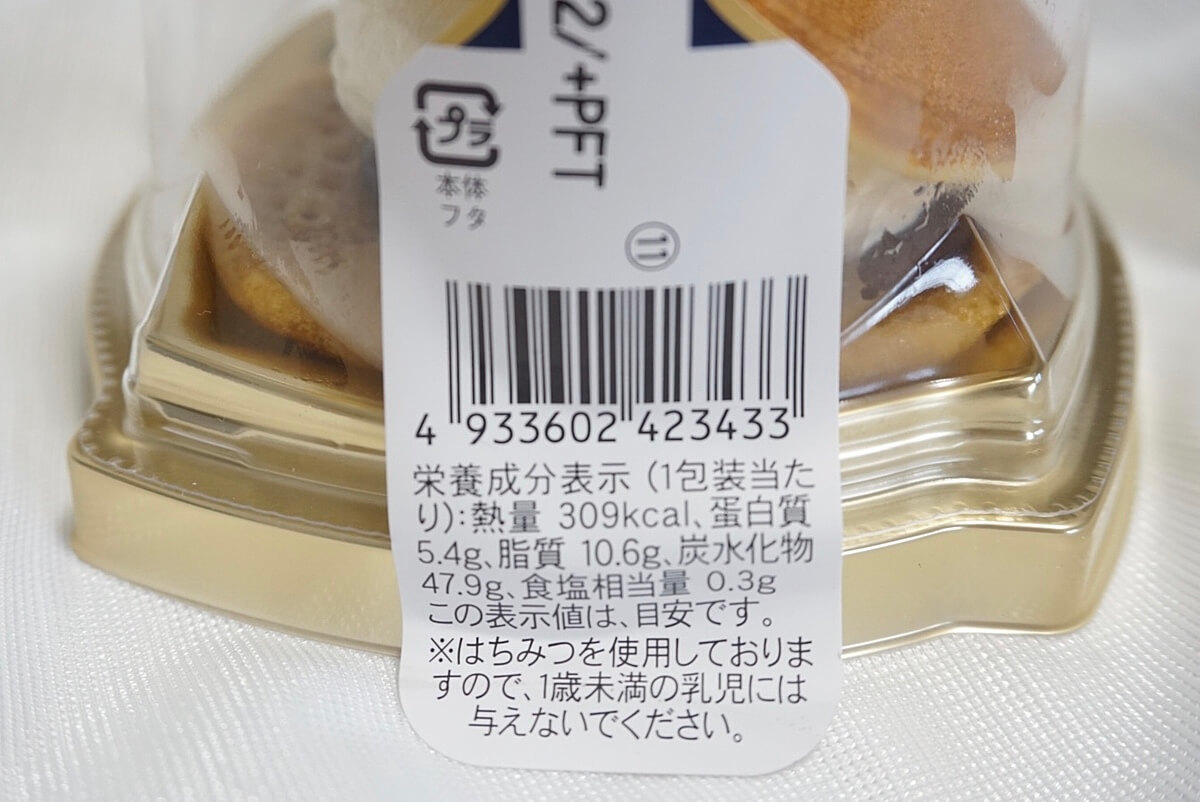 2/+PFT
プラ
本体
フタ
⑪
4 933602 423433
栄養成分表示 (1包装当た
り):熱量 309kcal、蛋白質
5.4g、脂質 10.6g、炭水化物
47.9g、食塩相当量 0.3g
この表示値は、目安です。
※はちみつを使用しておりま
すので、1歳未満の乳児には
与えないでください。